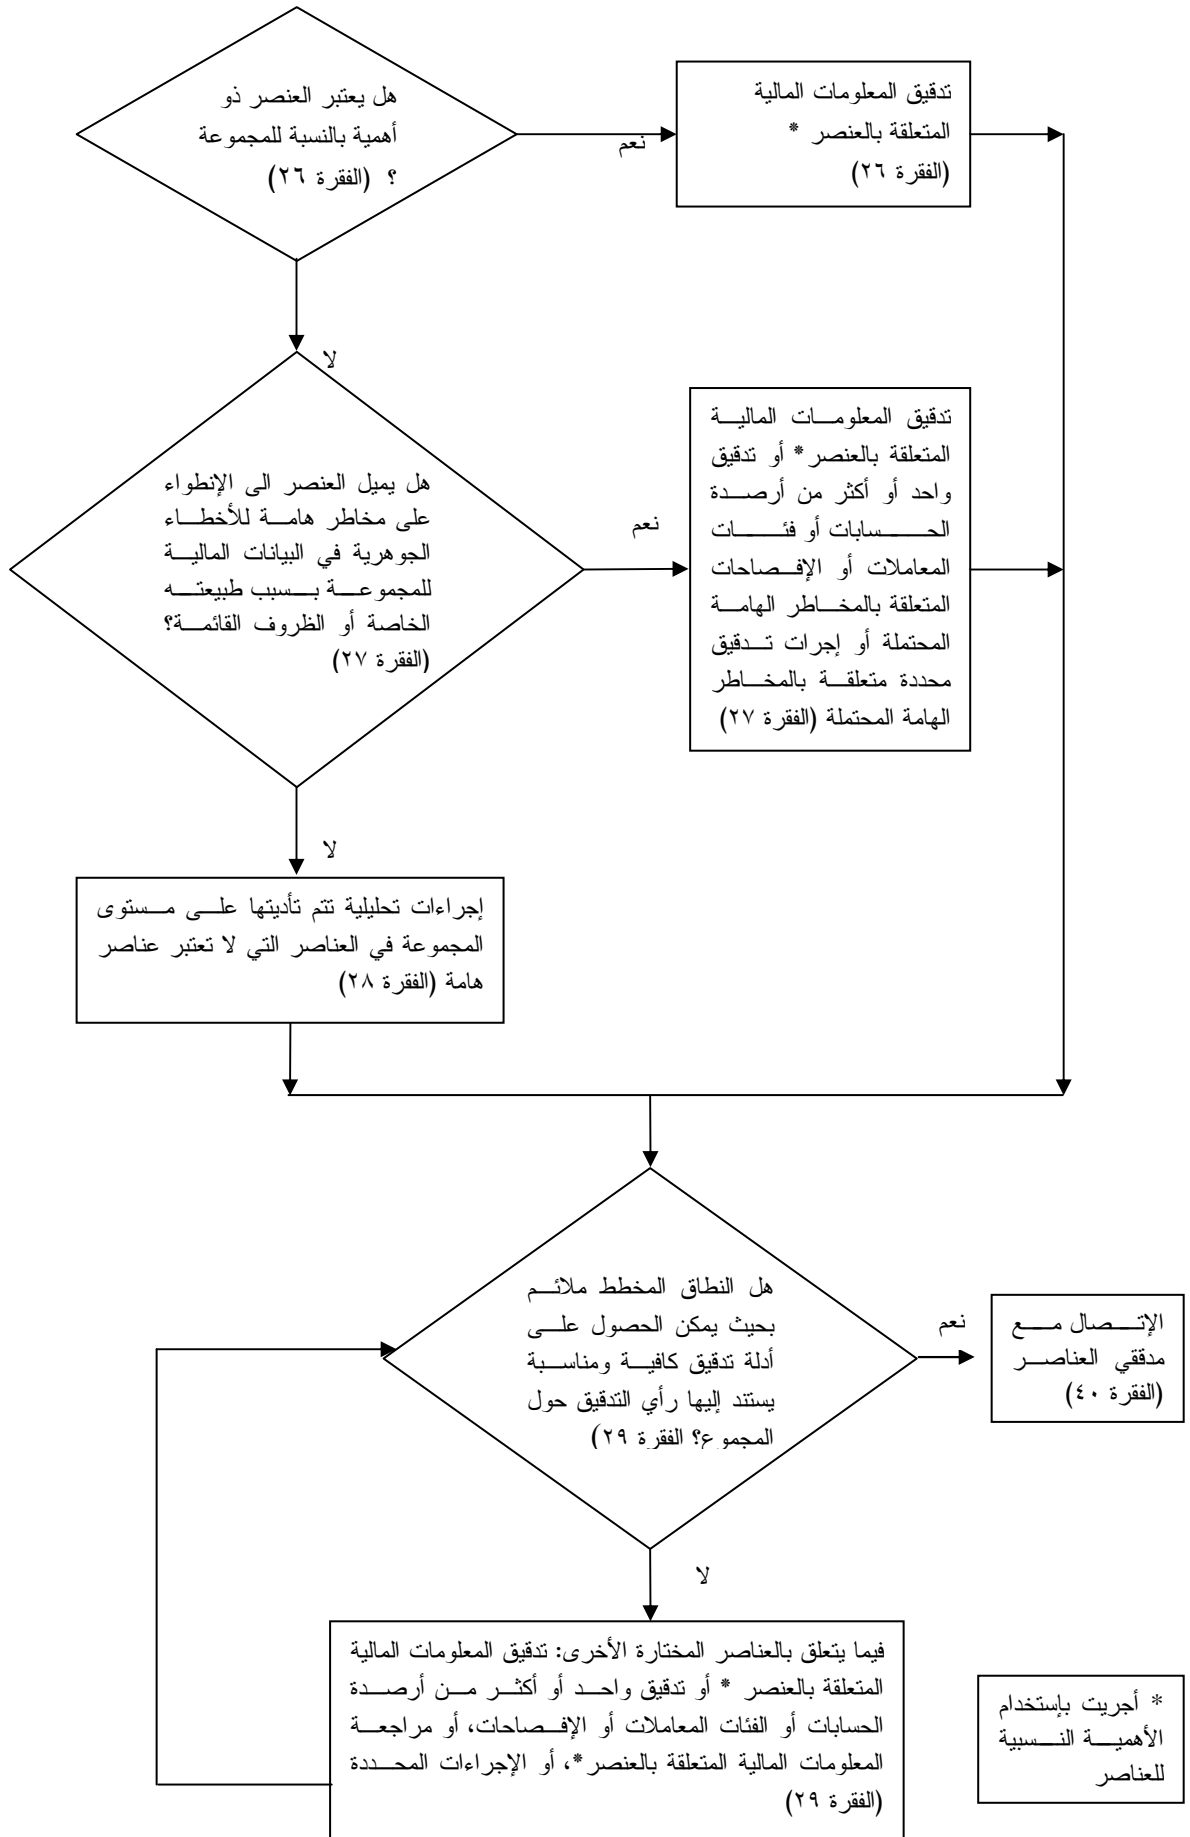 هل يعتبر العنصر ذو
أهمية بالنسبة للمجموعة
؟ (الفقرة ٢٦)
نعم
تدقيق المعلومات المالية
المتعلقة بالعنصر *
(الفقرة ٢٦)
لا
هل يميل العنصر الى الإنطواء
على مخاطر هامة للأخطاء
الجوهرية في البيانات المالية
للمجموعة بسبب طبيعته
الخاصة أو الظروف القائمة؟
(الفقرة ٢٧)
نعم
تدقيق المعلومات المالية
المتعلقة بالعنصر* أو تدقيق
واحد أو أكثر من أرصدة
الحسابات أو فئات
المعاملات أو الإفصاحات
المتعلقة بالمخاطر الهامة
المحتملة أو إجرات تدقيق
محددة متعلقة بالمخاطر
الهامة المحتملة (الفقرة ٢٧)
لا
إجراءات تحليلية تتم تأديتها على مستوى
المجموعة في العناصر التي لا تعتبر عناصر
هامة (الفقرة ٢٨)
هل النطاق المخطط ملائم
بحيث يمكن الحصول على
أدلة تدقيق كافية ومناسبة
يستند إليها رأي التدقيق حول
المجموع؟ الفقرة ٢٩)
نعم
الإتصال مع
مدققي العناصر
(الفقرة ٤٠)
لا
فيما يتعلق بالعناصر المختارة الأخرى: تدقيق المعلومات المالية
المتعلقة بالعنصر * أو تدقيق واحد أو أكثر من أرصدة
الحسابات أو الفئات المعاملات أو الإفصاحات، أو مراجعة
المعلومات المالية المتعلقة بالعنصر*، أو الإجراءات المحددة
(الفقرة ٢٩)
* أجريت بإستخدام
الأهمية النسبية
للعناصر